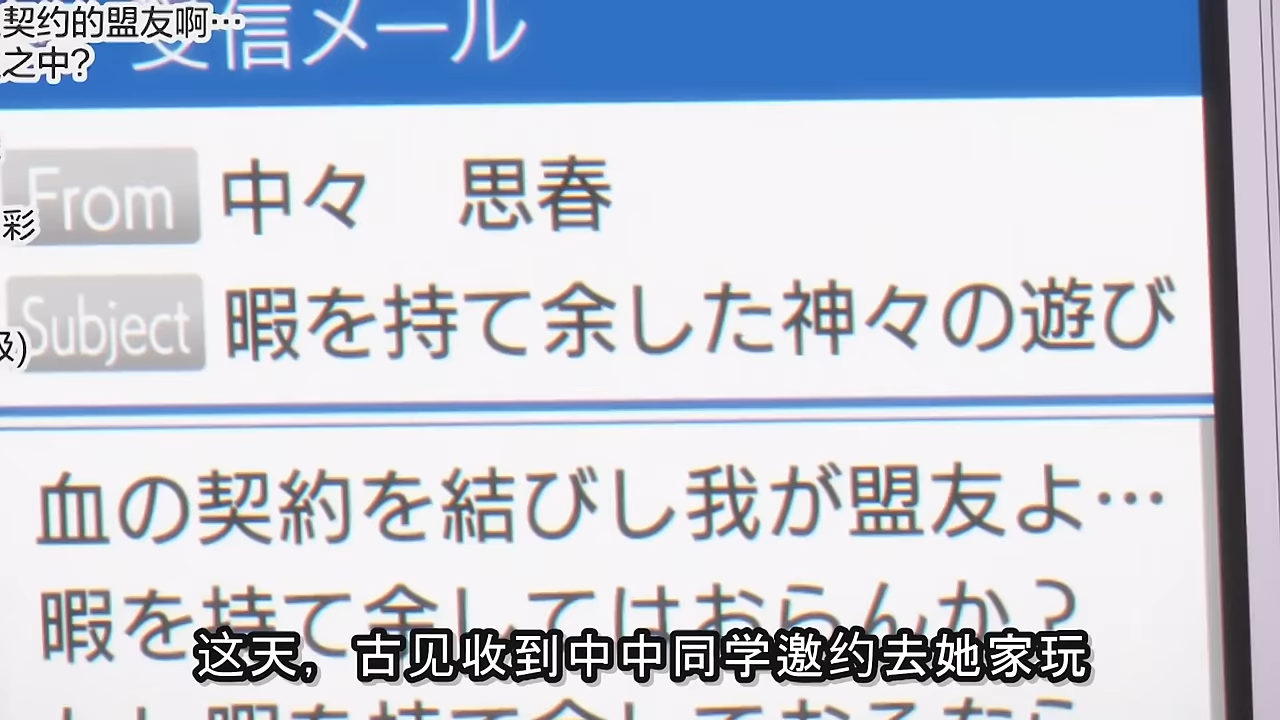 契约的盟友啊…
之中?
受信メール
From 中々 思春
彩
Subject 暇を持て余した神々の遊び
级)
血の契約を結びし我が盟友よ…
暇を持て余してはおらんか?
这天，古见收到中中同学邀约去她家玩